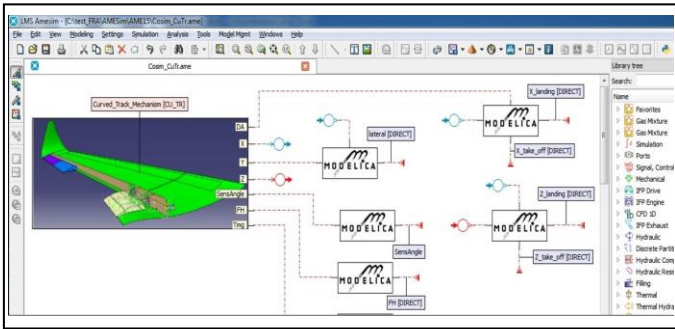 LMS Amesim - [C:\test_FRA\AMESim\AME15\Cosim_CuTr.ame]
File Edit View Modeling Settings Simulation Analysis Tools Model Mgmt Windows Help
Cosim_CuTr.ame
Library tree
Search:
Name
Favorites
Gas Mixture
Gas Mixture
Simulation
Ports
Signal, Control
Mechanical
IFP Drive
IFP Engine
CFD 1D
IFP Exhaust
Hydraulic
Discrete Partit
Hydraulic Comp
Hydraulic Resis
Filling
Thermal
Thermal Hydra
Curved_Track_Mechanism [CU_TR]
DA
X
Y
Z
SensAngle
FH
Tmg
lateral [DIRECT]
MODELICA
X_landing [DIRECT]
MODELICA
X_take_off [DIRECT]
Z_landing [DIRECT]
MODELICA
Z_take_off [DIRECT]
MODELICA
SensAngle
MODELICA
FH [DIRECT]